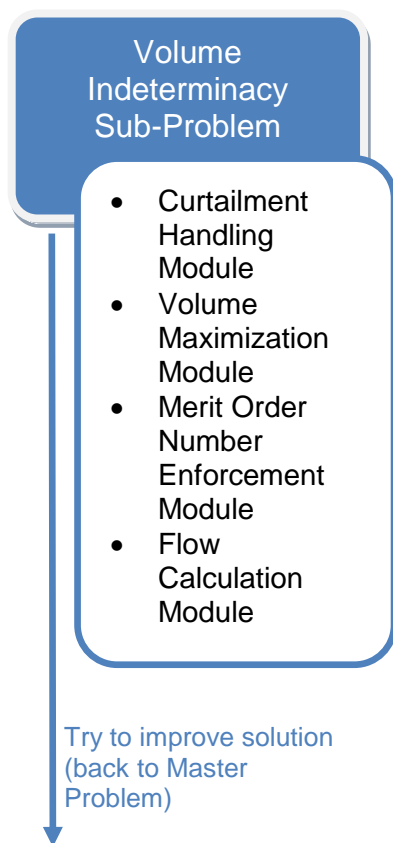 Volume
Indeterminacy
Sub-Problem
• Curtailment
Handling
Module
• Volume
Maximization
Module
• Merit Order
Number
Enforcement
Module
• Flow
Calculation
Module
Try to improve solution
(back to Master
Problem)